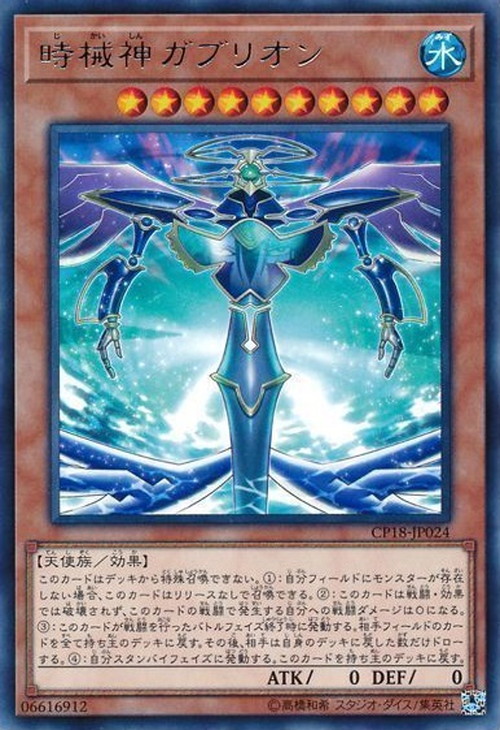 時械神ガブリオン
水
CP18-JP024
【天使族／効果】
このカードはデッキから特殊召喚できない。①：自分フィールドにモンスターが存在
しない場合、このカードはリリースなしで召喚できる。②：このカードは戦闘・効果
では破壊されず、このカードの戦闘で発生する自分への戦闘ダメージは０になる。
③：このカードが戦闘を行ったバトルフェイズ終了時に発動する。相手フィールドのカー
ドを全て持ち主のデッキに戻す。その後、相手は自身のデッキに戻した数だけドロー
する。④：自分スタンバイフェイズに発動する。このカードを持ち主のデッキに戻す。
ATK/ 0 DEF/ 0
06616912
©高橋和希 スタジオ・ダイス/集英社